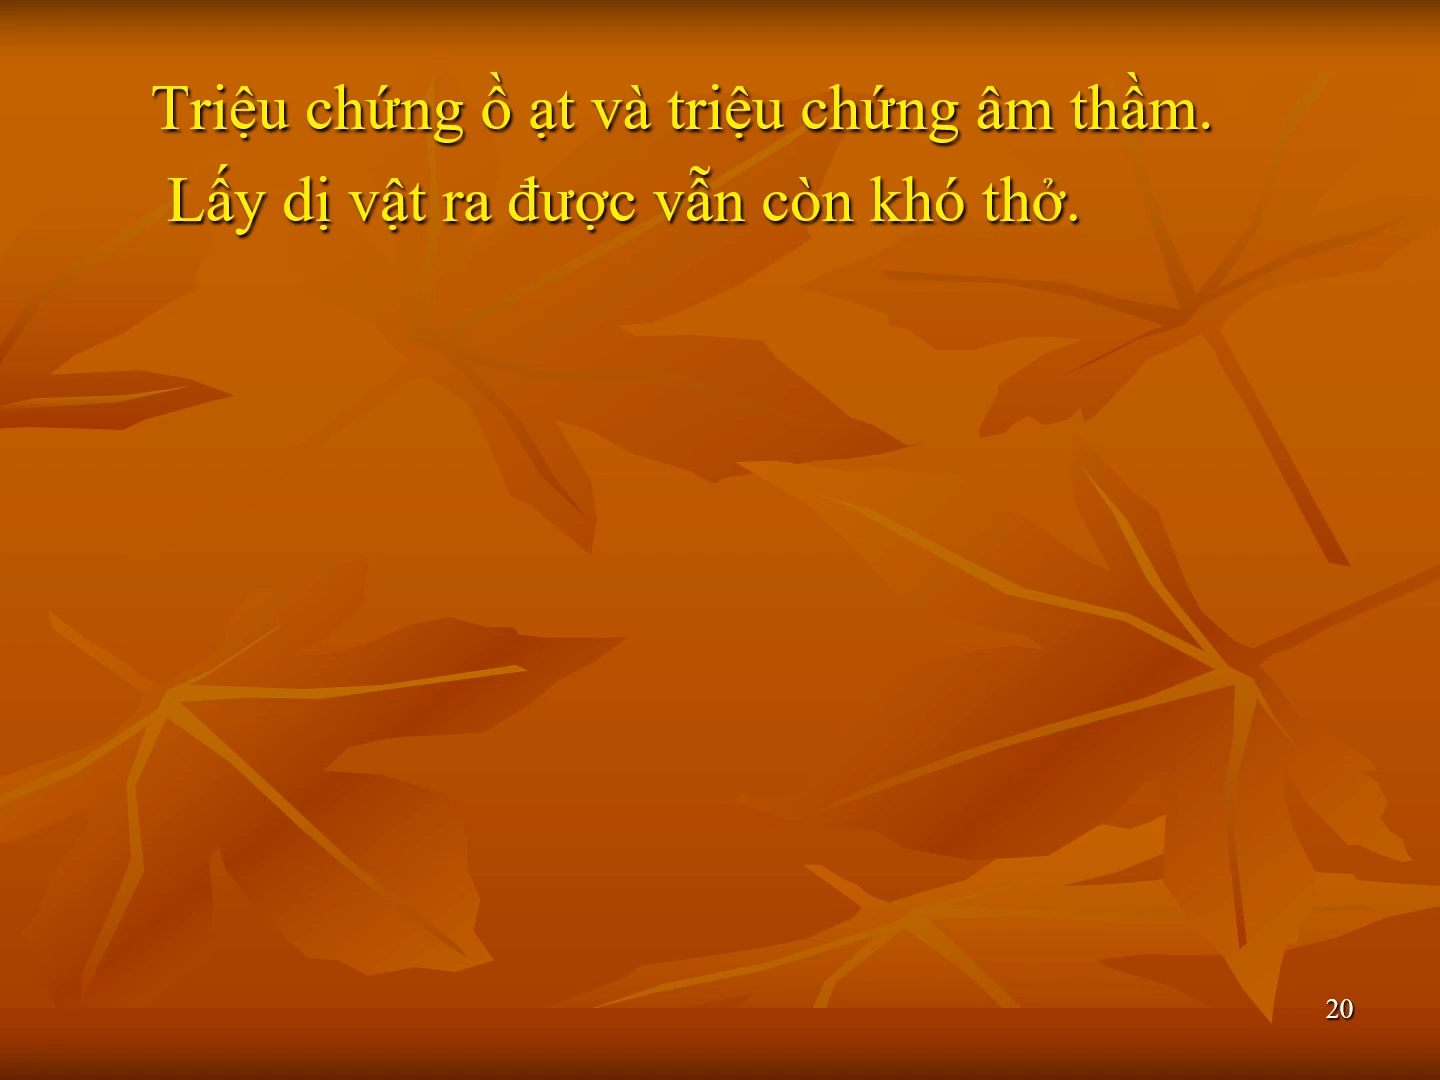 Triệu chứng ồ ạt và triệu chứng âm thầm.
Lấy dị vật ra được vẫn còn khó thở.
20